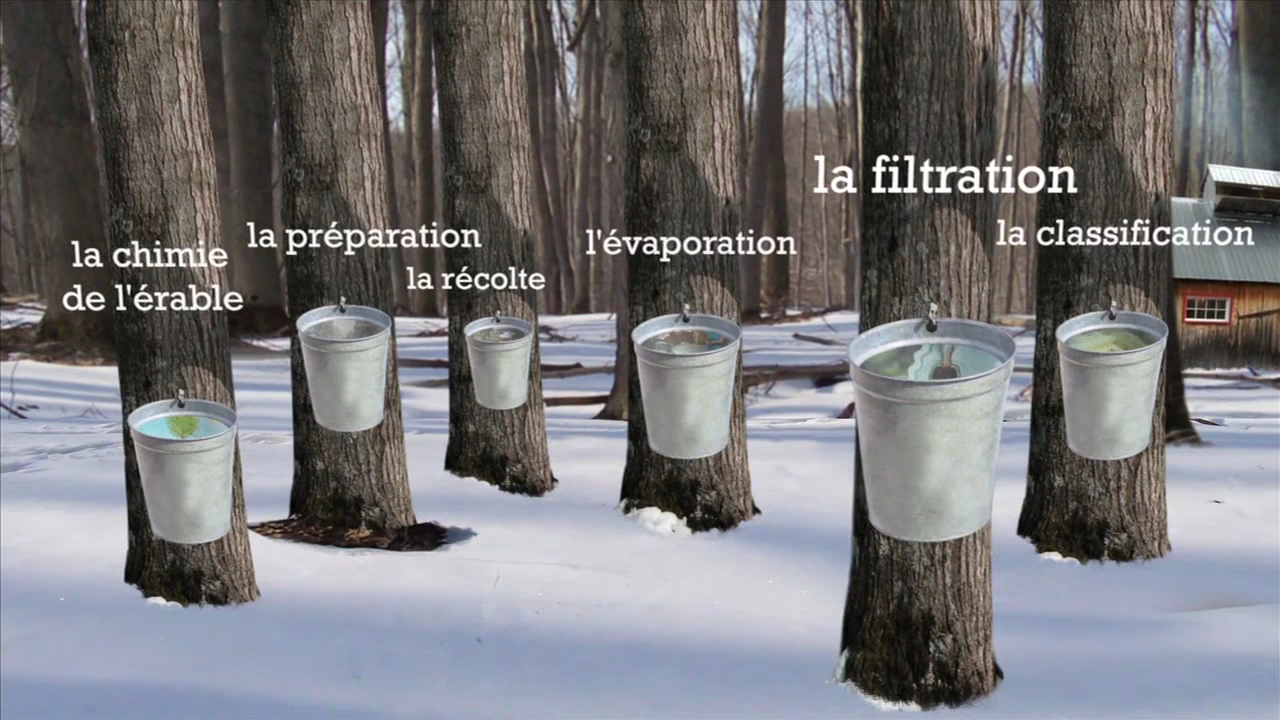 la chimie
de l'érable
la préparation
la récolte
l'évaporation
la filtration
la classification